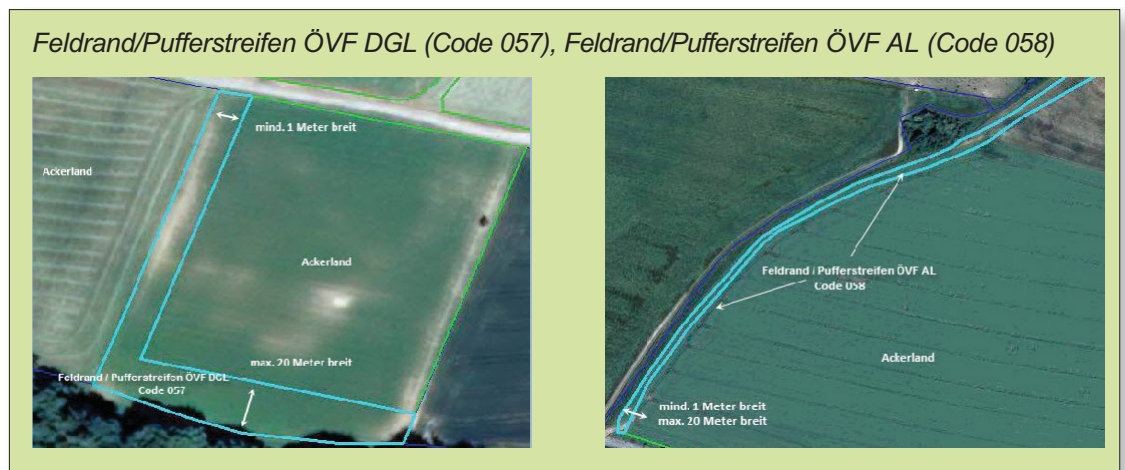 Feldrand/Pufferstreifen ÖVF DGL (Code 057), Feldrand/Pufferstreifen ÖVF AL (Code 058)
mind. 1 Meter breit
Ackerland
Ackerland
max. 20 Meter breit
Feldrand / Pufferstreifen ÖVF DGL
Code 057
Feldrand / Pufferstreifen ÖVF AL
Code 058
Ackerland
mind. 1 Meter breit
max. 20 Meter breit